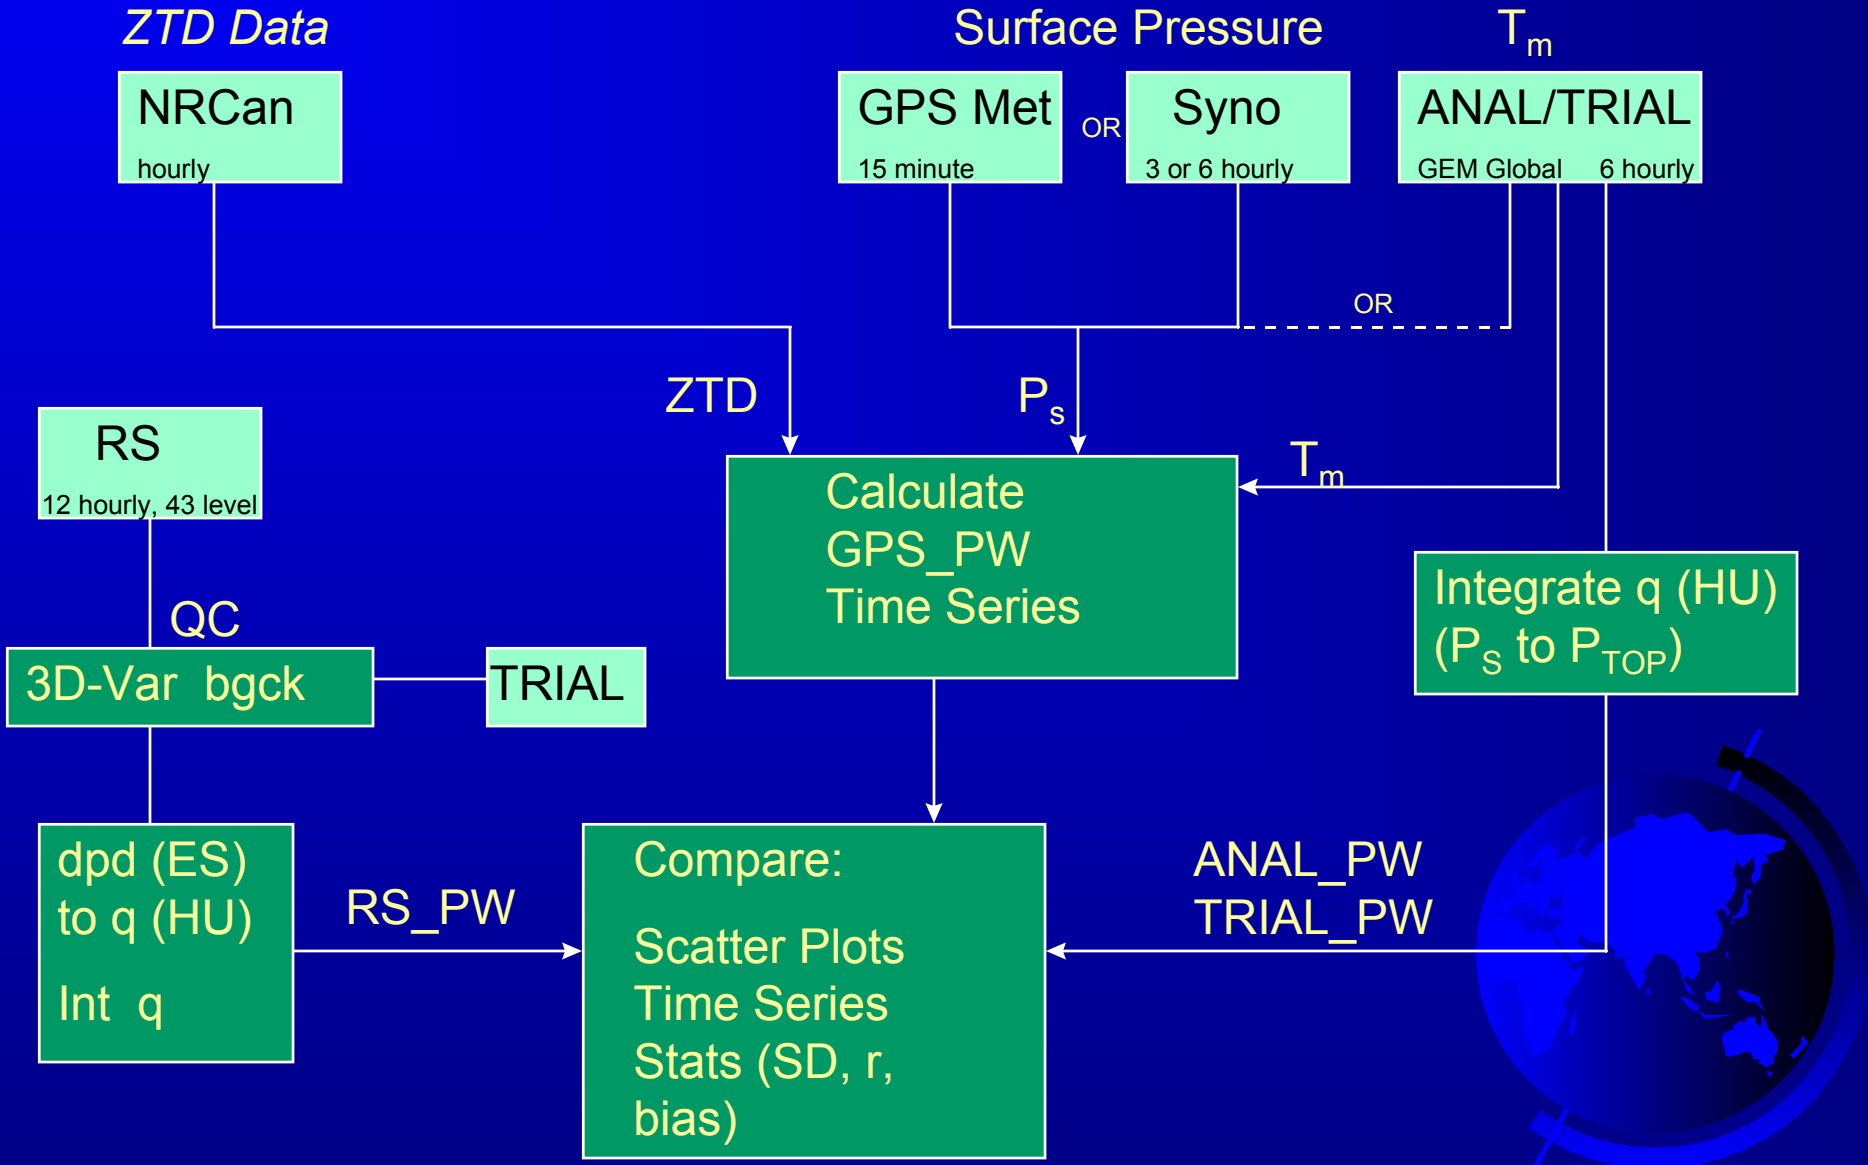 ZTD Data
Surface Pressure
Tm
NRCan
hourly
GPS Met
15 minute
OR
Syno
3 or 6 hourly
ANAL/TRIAL
GEM Global 6 hourly
OR
ZTD
Ps
Tm
RS
12 hourly, 43 level
QC
3D-Var bgck
TRIAL
Calculate
GPS_PW
Time Series
Integrate q (HU)
(PS to PTOP)
dpd (ES)
to q (HU)
Int q
RS_PW
Compare:
Scatter Plots
Time Series
Stats (SD, r,
bias)
ANAL_PW
TRIAL_PW